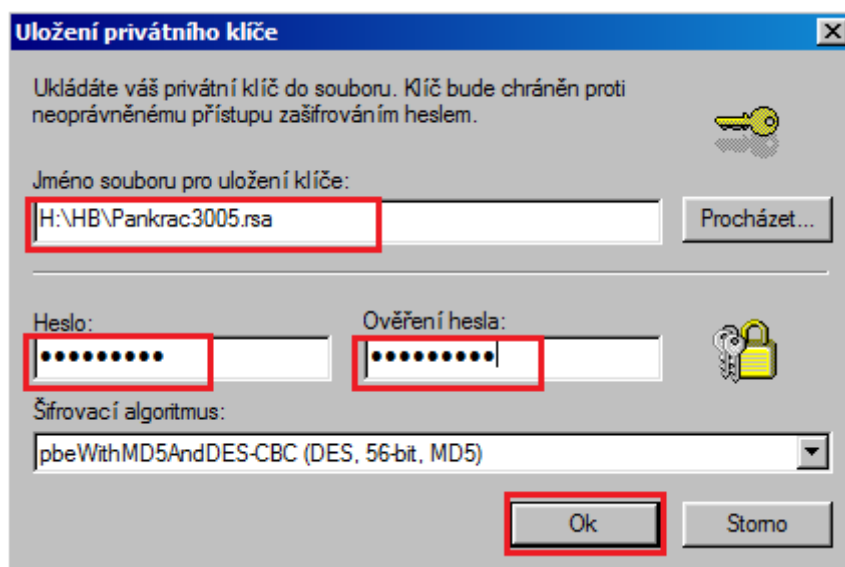 Uložení privátního klíče
Ukládáte váš privátní klíč do souboru. Klíč bude chráněn proti
neoprávněnému přístupu zašifrováním heslem.
Jméno souboru pro uložení klíče:
H:\HB\Pankrac3005.rsa
Procházet...
Heslo:
Ověření hesla:
•••••••••
•••••••••
Šifrovací algoritmus:
pbeWithMD5AndDES-CBC (DES, 56-bit, MD5)
Ok
Storno